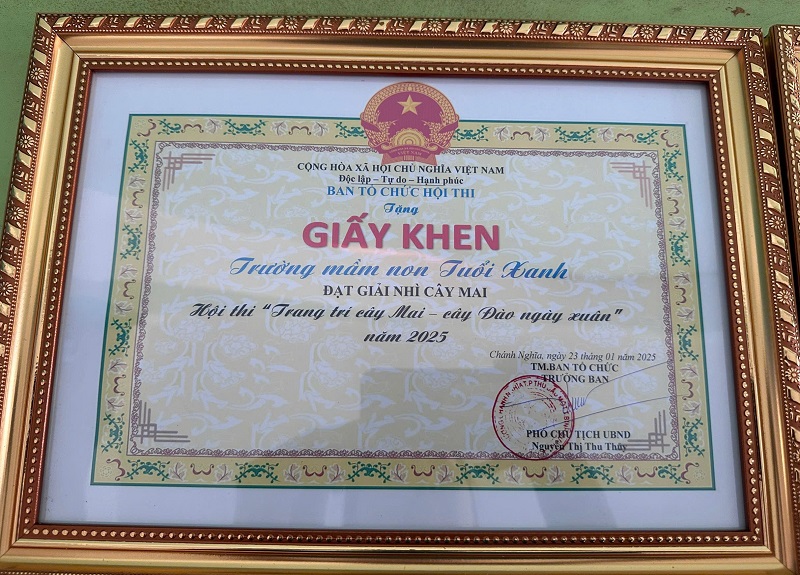 CỘNG HÒA XÃ HỘI CHỦ NGHĨA VIỆT NAM
Độc lập – Tự do – Hạnh phúc
BAN TỔ CHỨC HỘI THI
Tặng
GIẤY KHEN
Trường mầm non Tuổi Xanh
ĐẠT GIẢI NHÌ CÂY MAI
Hội thi “Trang trí cây Mai – cây Đào ngày xuân”
năm 2025
Chánh Nghĩa, ngày 23 tháng 01 năm 2025
TM.BAN TỔ CHỨC
TRƯỞNG BAN
PHÓ CHỦ TỊCH UBND
Nguyễn Thị Thu Thủy